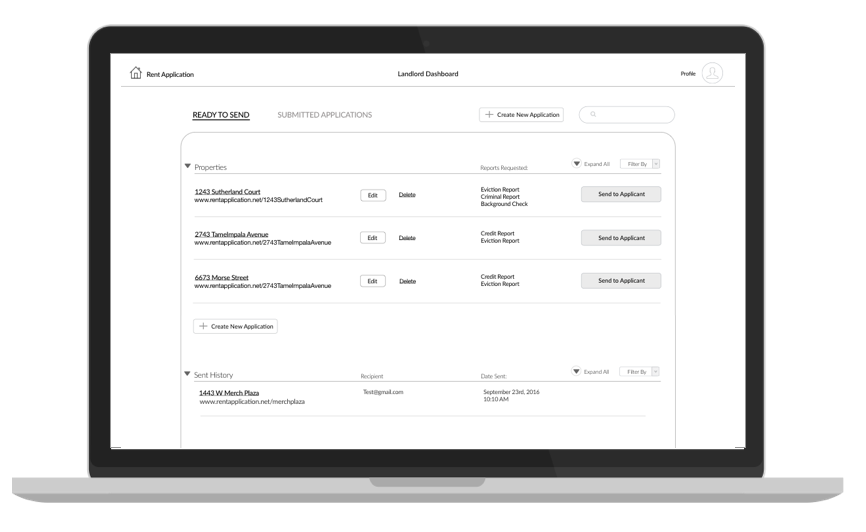 Rent Application
Landlord Dashboard
Profile
READY TO SEND
SUBMITTED APPLICATIONS
Create New Application
Properties
Reports Requested:
Expand All
Filter By
1243 Sutherland Court
www.rentapplication.net/1243SutherlandCourt
Edit
Delete
Eviction Report
Criminal Report
Background Check
Send to Applicant
2743 TameImpala Avenue
www.rentapplication.net/2743TameImpalaAvenue
Edit
Delete
Credit Report
Eviction Report
Send to Applicant
6673 Morse Street
www.rentapplication.net/2743TameImpalaAvenue
Edit
Delete
Credit Report
Eviction Report
Send to Applicant
Create New Application
Sent History
Recipient
Date Sent:
Expand All
Filter By
1443 W Merch Plaza
www.rentapplication.net/merchplaza
Test@gmail.com
September 23rd, 2016
10:10 AM